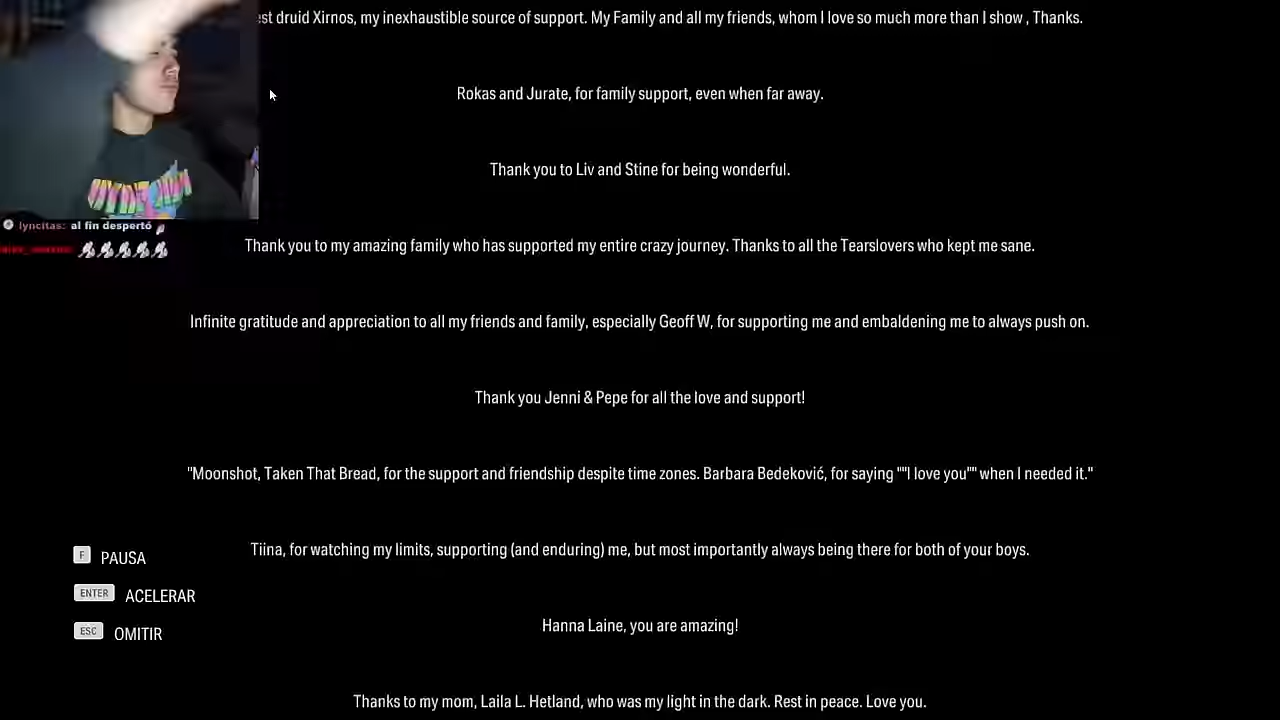 est druid Xirnos, my inexhaustible source of support. My Family and all my friends, whom I love so much more than I show , Thanks.
Rokas and Jurate, for family support, even when far away.
Thank you to Liv and Stine for being wonderful.
lyncitas: al fin despertó
Thank you to my amazing family who has supported my entire crazy journey. Thanks to all the Tearslovers who kept me sane.
Infinite gratitude and appreciation to all my friends and family, especially Geoff W, for supporting me and embaldening me to always push on.
Thank you Jenni & Pepe for all the love and support!
"Moonshot, Taken That Bread, for the support and friendship despite time zones. Barbara Bedeković, for saying ""I love you"" when I needed it."
Tiina, for watching my limits, supporting (and enduring) me, but most importantly always being there for both of your boys.
F PAUSA
ENTER ACELERAR
Hanna Laine, you are amazing!
ESC OMITIR
Thanks to my mom, Laila L. Hetland, who was my light in the dark. Rest in peace. Love you.